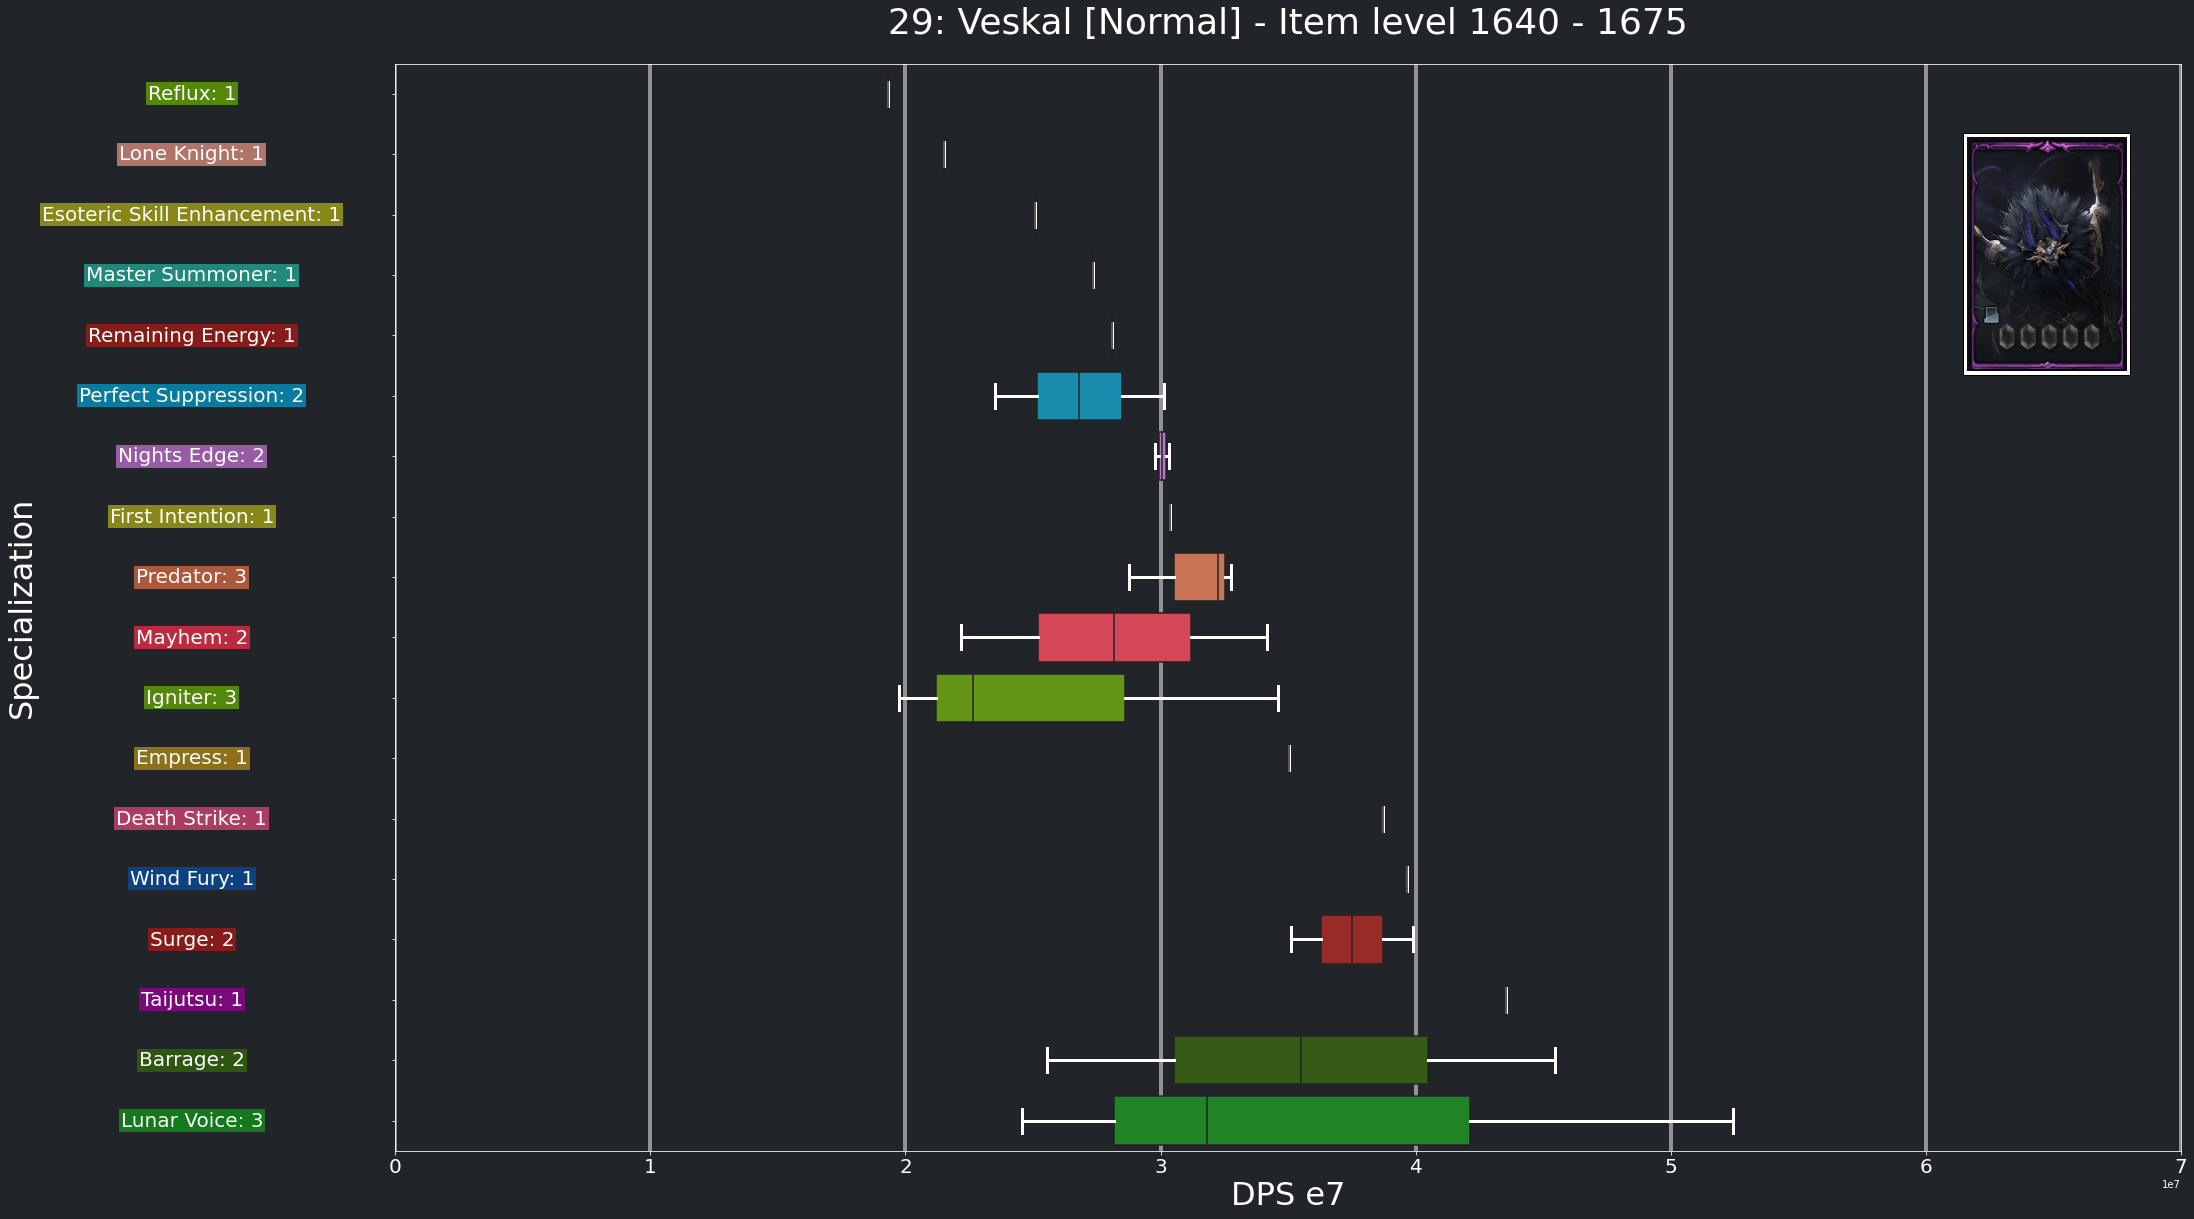 29: Veskal [Normal] - Item level 1640 - 1675
Reflux: 1
Lone Knight: 1
Esoteric Skill Enhancement: 1
Master Summoner: 1
Remaining Energy: 1
Perfect Suppression: 2
Nights Edge: 2
First Intention: 1
Predator: 3
Mayhem: 2
Igniter: 3
Empress: 1
Death Strike: 1
Wind Fury: 1
Surge: 2
Taijutsu: 1
Barrage: 2
Lunar Voice: 3
Specialization
0 1 2 3 4 5 6 7
1e7
DPS e7